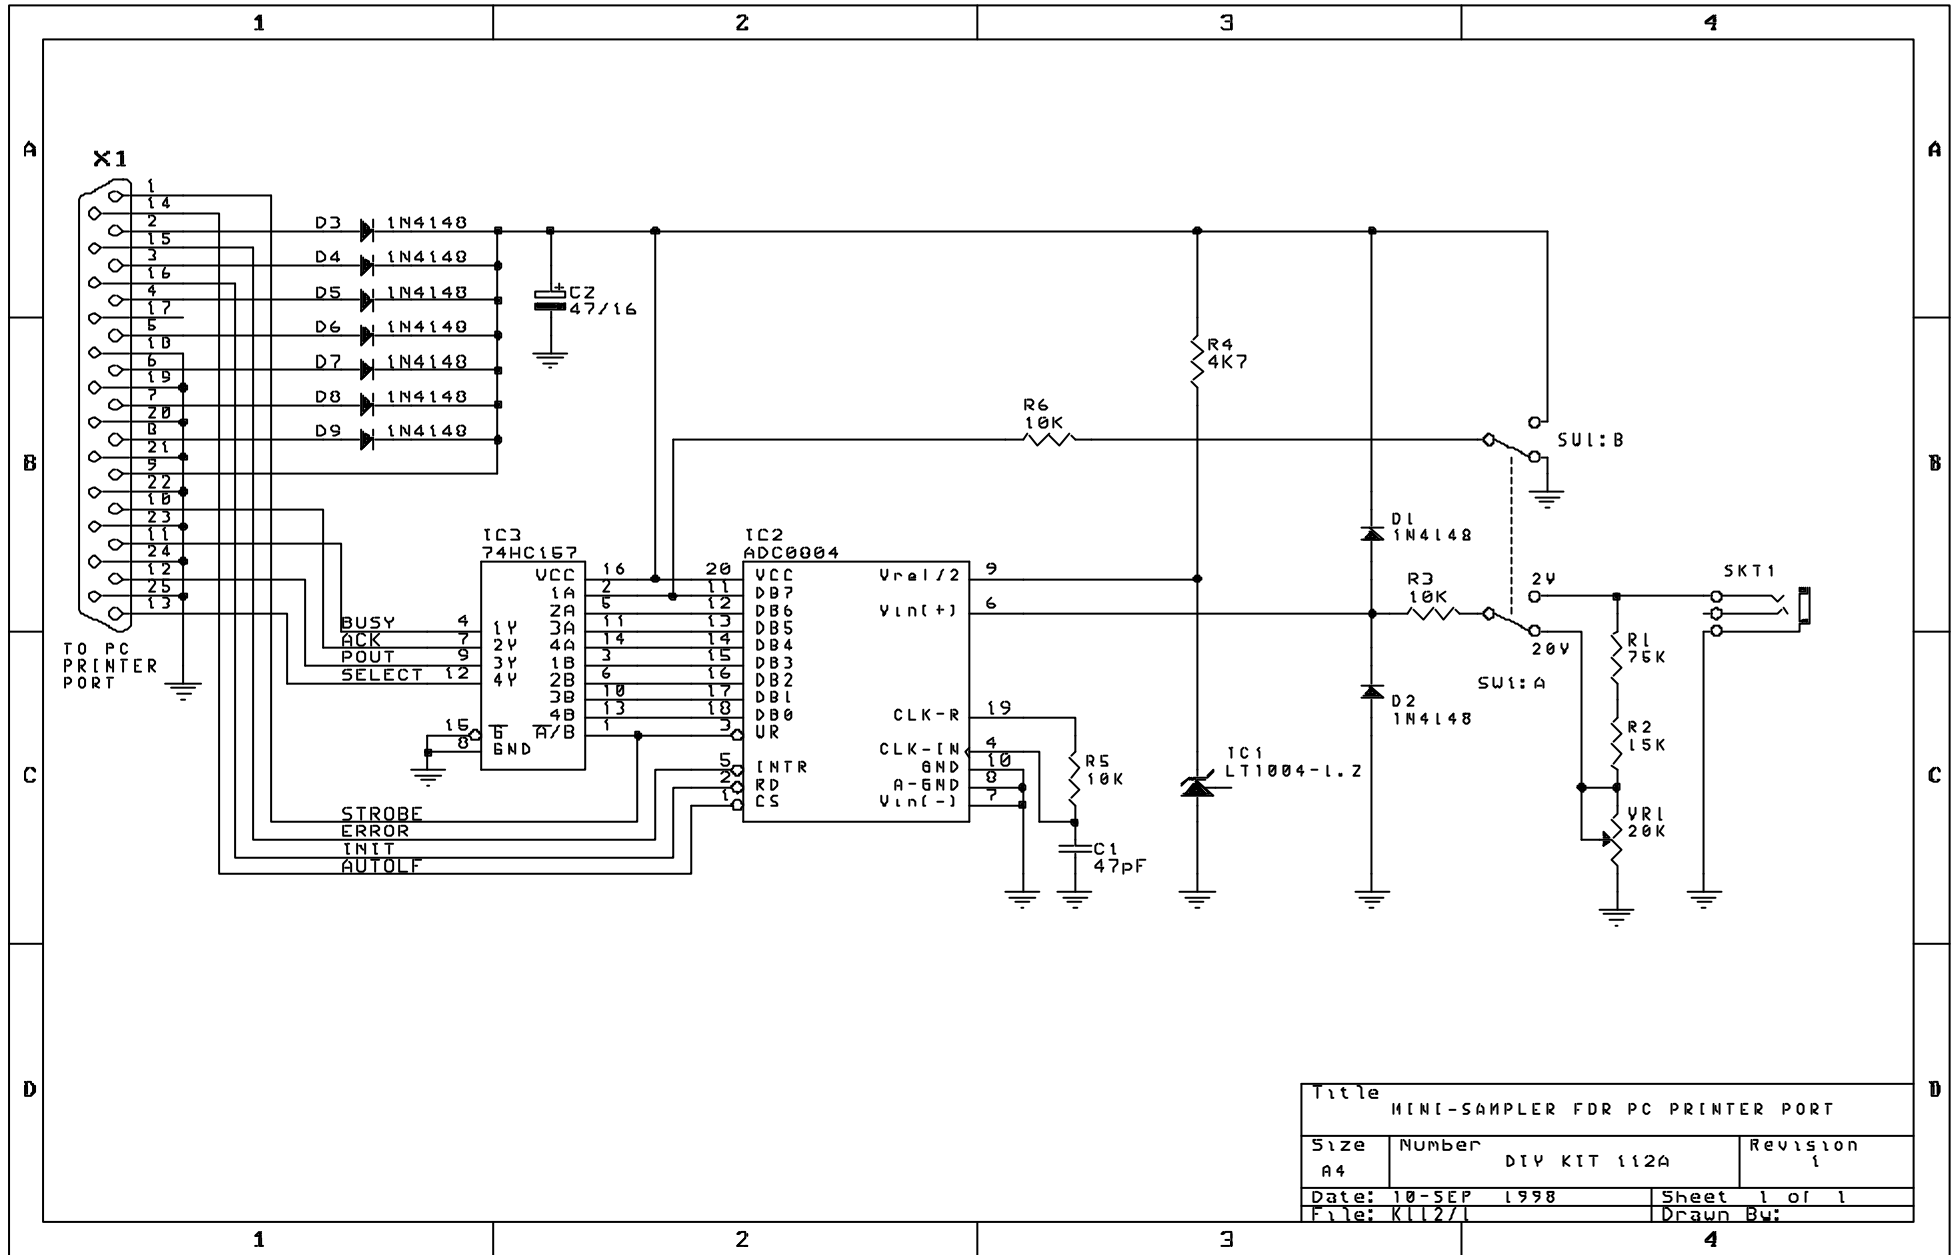 1 2 3 4
A A
X1
1
14
2
15
3
16
4
17
5
18
6
19
7
20
8
21
9
22
10
23
11
24
12
25
13
TO PC
PRINTER
PORT
D3 1N4148
D4 1N4148
D5 1N4148
D6 1N4148
D7 1N4148
D8 1N4148
D9 1N4148
+
C2
47/16
R4
4K7
R6
10K
SW1:B
B B
IC3
74HC157
VCC 16
1A 2
2A 5
3A 11
4A 14
1B 3
2B 6
3B 10
4B 13
A/B 1
BUSY 4 1Y
ACK 7 2Y
POUT 9 3Y
SELECT 12 4Y
15 G
8 GND
IC2
ADC0804
20 VCC
11 DB7
12 DB6
13 DB5
14 DB4
15 DB3
16 DB2
17 DB1
18 DB0
3 WR
5 INTR
2 RD
1 CS
Vref/2 9
Vin(+) 6
CLK-R 19
CLK-IN 4
GND 10
A-GND 8
Vin(-) 7
STROBE
ERROR
INIT
AUTOLF
R5
10K
C1
47pF
IC1
LT1004-1.2
D1
1N4148
D2
1N4148
R3
10K
2V
20V
SW1:A
SKT1
R1
75K
R2
15K
VR1
20K
C C
D D
Title
MINI-SAMPLER FOR PC PRINTER PORT
Size Number Revision
A4 DIY KIT 112A 1
Date: 10-SEP 1998 Sheet 1 of 1
File: K112/1 Drawn By:
1 2 3 4